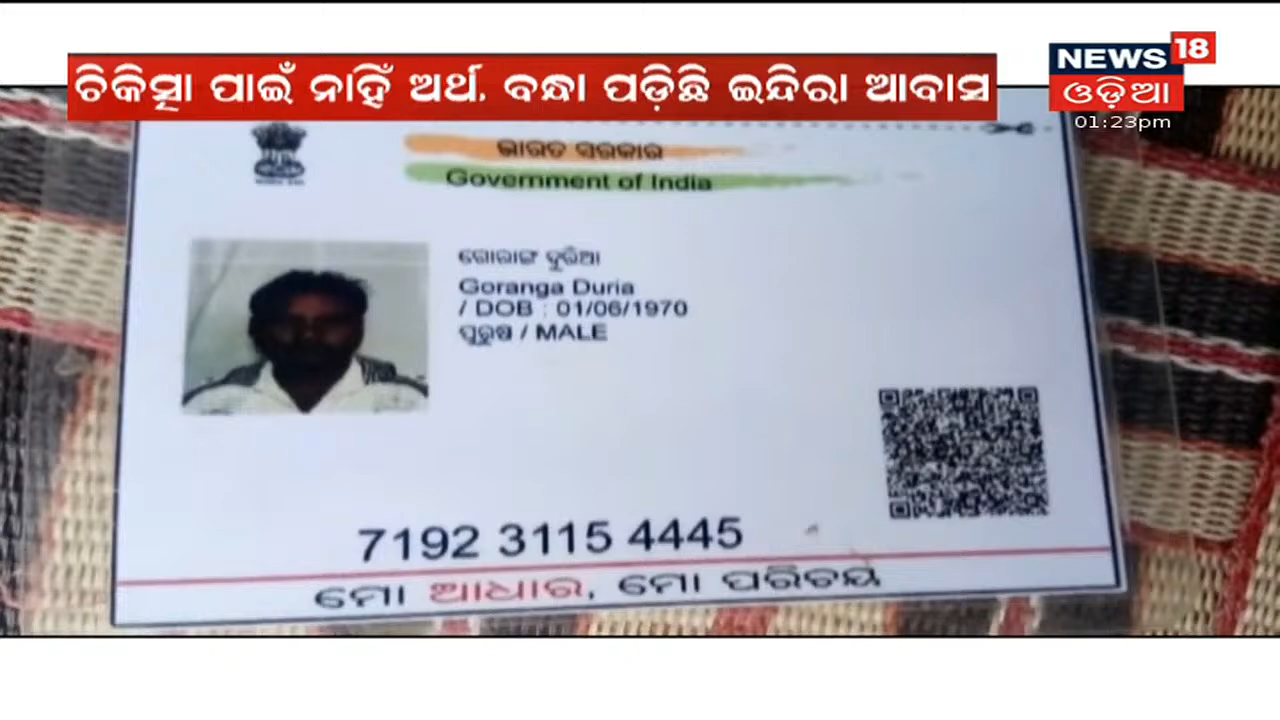 ଚିକିତ୍ସା ପାଇଁ ନାହିଁ ଅର୍ଥ. ବନ୍ଧା ପଡ଼ିଛି ଇନ୍ଦିରା ଆବାସ
NEWS 18
ଓଡ଼ିଆ
01:23pm
ଭାରତ ସରକାର
Government of India
ଗୋରାଙ୍ଗ ଦୁରିଆ
Goranga Duria
/ DOB : 01/06/1970
ପୁରୁଷ / MALE
7192 3115 4445
ମୋ ଆଧାର, ମୋ ପରିଚୟ